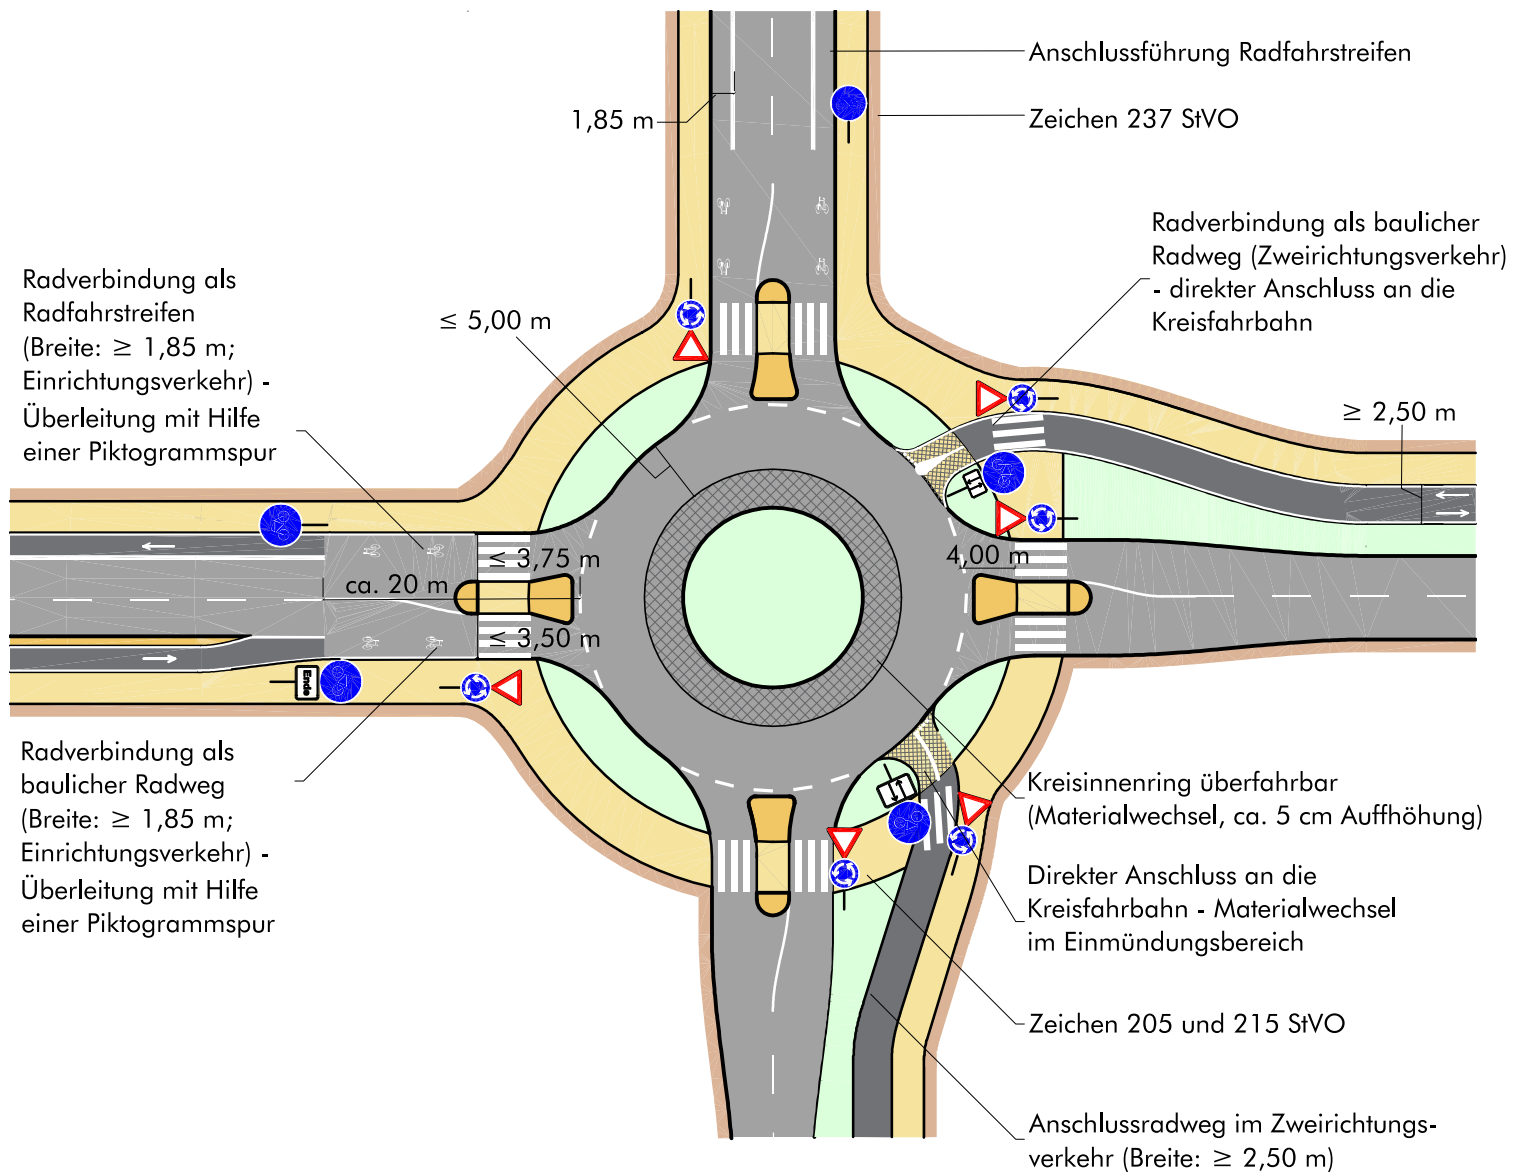 Anschlussführung Radfahrstreifen
1,85 m
Zeichen 237 StVO
Radverbindung als baulicher
Radweg (Zweirichtungsverkehr)
- direkter Anschluss an die
Kreisfahrbahn
Radverbindung als
Radfahrstreifen
(Breite: ≥ 1,85 m;
Einrichtungsverkehr) -
Überleitung mit Hilfe
einer Piktogrammspur
≤ 5,00 m
≥ 2,50 m
≤ 3,75 m
4,00 m
ca. 20 m
≤ 3,50 m
Ende
Radverbindung als
baulicher Radweg
(Breite: ≥ 1,85 m;
Einrichtungsverkehr) -
Überleitung mit Hilfe
einer Piktogrammspur
Kreisinnenring überfahrbar
(Materialwechsel, ca. 5 cm Auffhöhung)
Direkter Anschluss an die
Kreisfahrbahn - Materialwechsel
im Einmündungsbereich
Zeichen 205 und 215 StVO
Anschlussradweg im Zweirichtungs-
verkehr (Breite: ≥ 2,50 m)